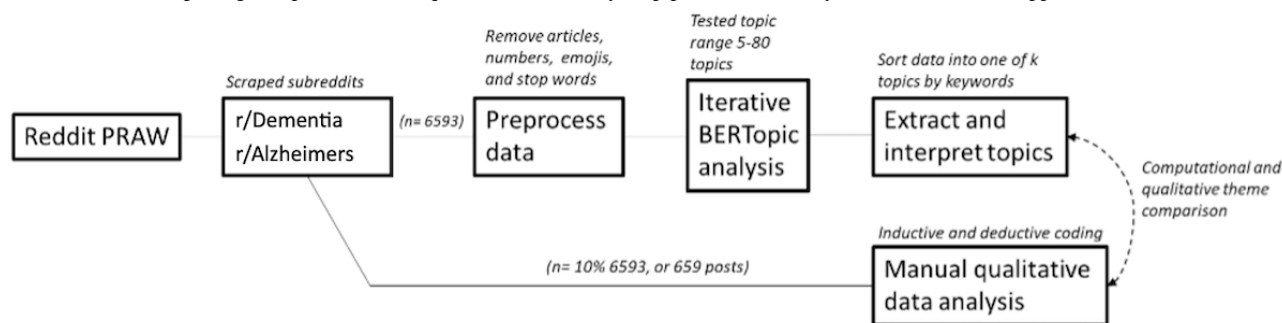 Tested topic
range 5-80
topics
Remove articles,
numbers, emojis,
and stop words
Sort data into one of k
topics by keywords
Scraped subreddits
Reddit PRAW
r/Dementia
r/Alzheimers
(n= 6593)
Preprocess
data
Iterative
BERTopic
analysis
Extract and
interpret topics
Computational and
qualitative theme
comparison
Inductive and deductive coding
(n= 10% 6593, or 659 posts)
Manual qualitative
data analysis